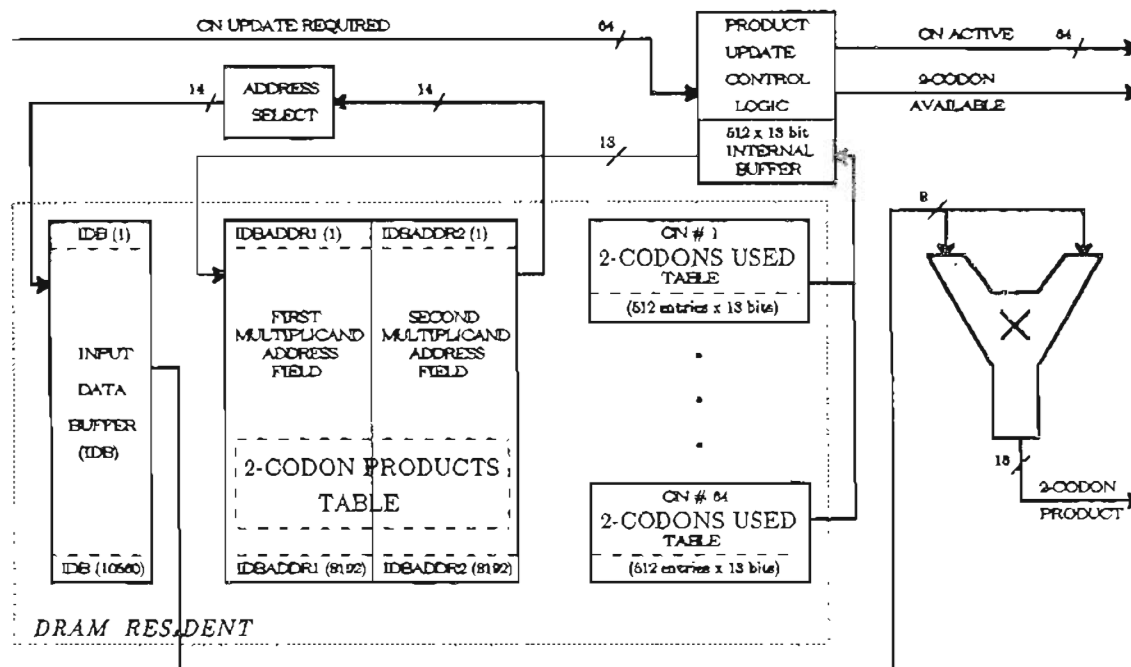 CN UPDATE REQUIRED
64
PRODUCT
UPDATE
CONTROL
LOGIC
512 x 13 bit
INTERNAL
BUFFER
CN ACTIVE
64
2-CODON
AVAILABLE
14
ADDRESS
SELECT
14
13
IDB (1)
INPUT
DATA
BUFFER
(IDB)
IDB (10560)
IDBADDR1 (1)
IDBADDR2 (1)
FIRST
MULTIPLICAND
ADDRESS
FIELD
SECOND
MULTIPLICAND
ADDRESS
FIELD
2-CODON PRODUCTS
TABLE
IDBADDR1 (8192)
IDBADDR2 (8192)
CN # 1
2-CODONS USED
TABLE
(512 entries x 13 bits)
CN # 64
2-CODONS USED
TABLE
(512 entries x 13 bits)
8
2-CODON
PRODUCT
DRAM RESIDENT